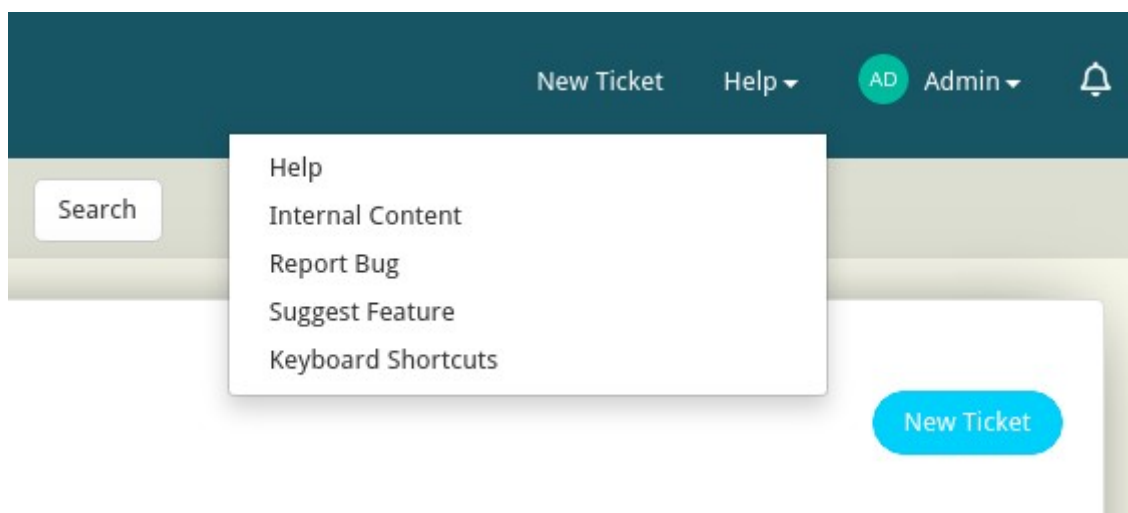 New Ticket Help AD Admin
Search
Help
Internal Content
Report Bug
Suggest Feature
Keyboard Shortcuts
New Ticket